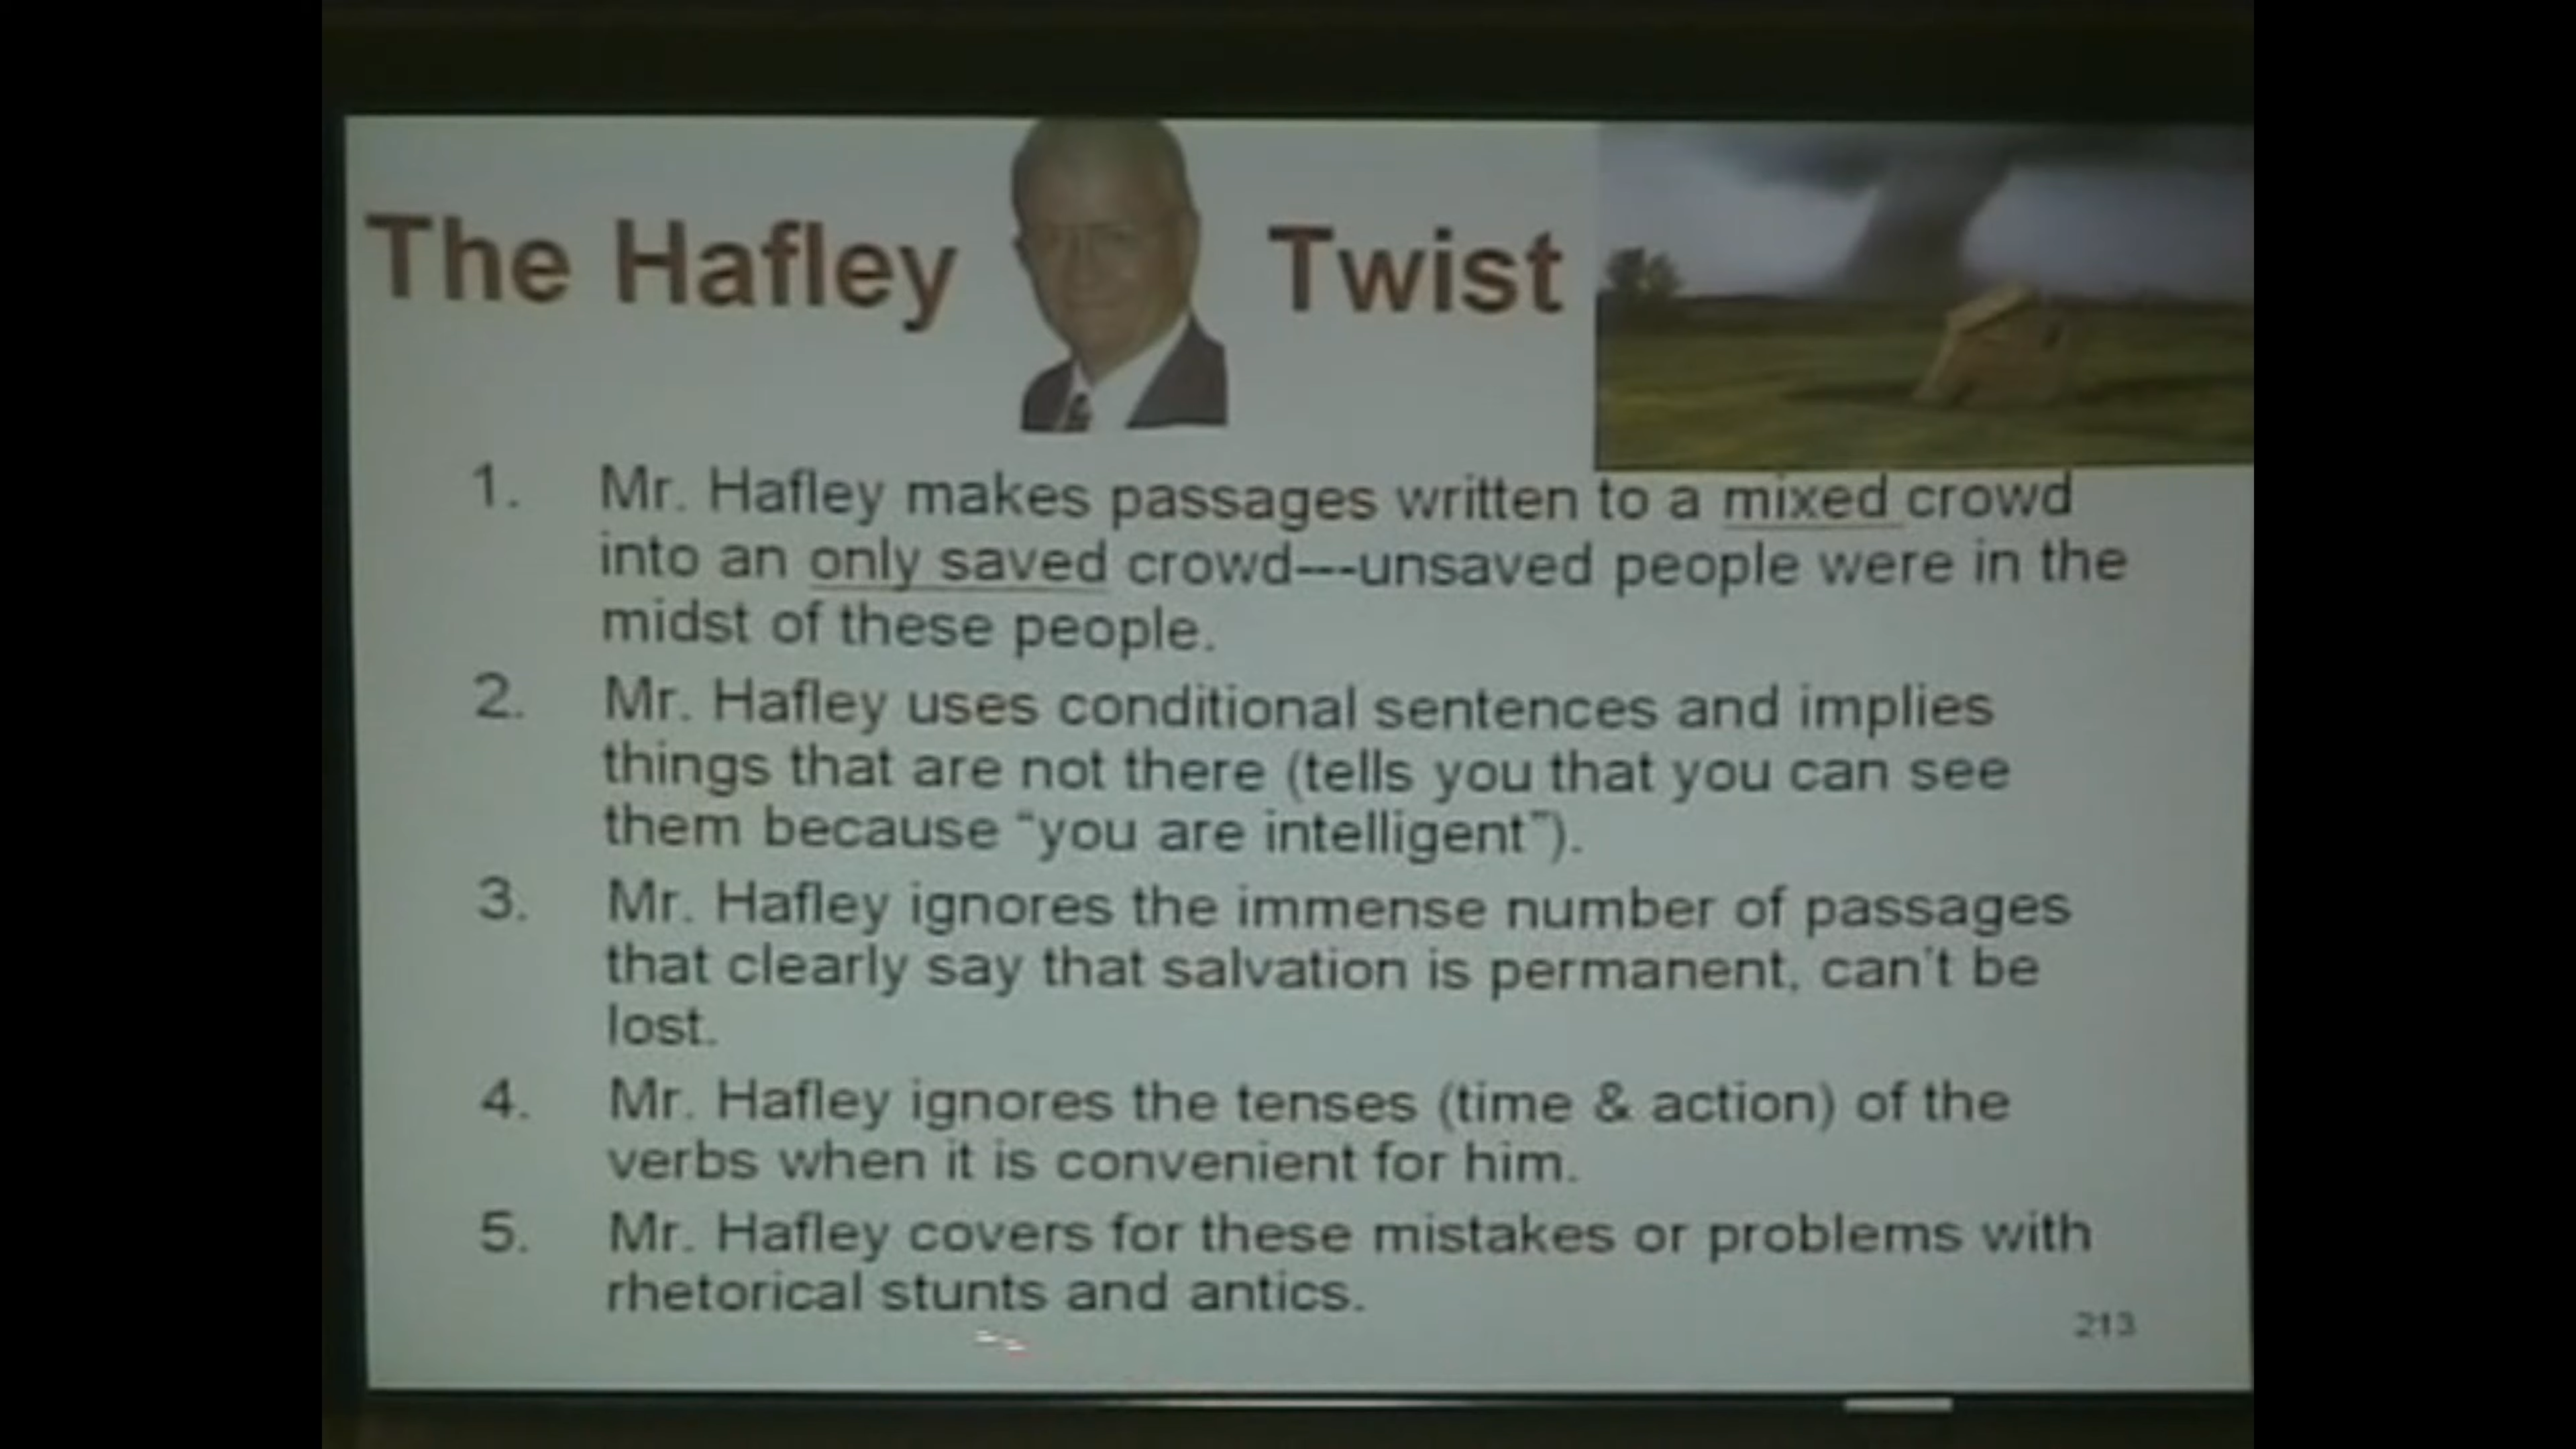 The Hafley Twist
1. Mr. Hafley makes passages written to a mixed crowd
into an only saved crowd---unsaved people were in the
midst of these people.
2. Mr. Hafley uses conditional sentences and implies
things that are not there (tells you that you can see
them because “you are intelligent”).
3. Mr. Hafley ignores the immense number of passages
that clearly say that salvation is permanent, can't be
lost.
4. Mr. Hafley ignores the tenses (time & action) of the
verbs when it is convenient for him.
5. Mr. Hafley covers for these mistakes or problems with
rhetorical stunts and antics.
213